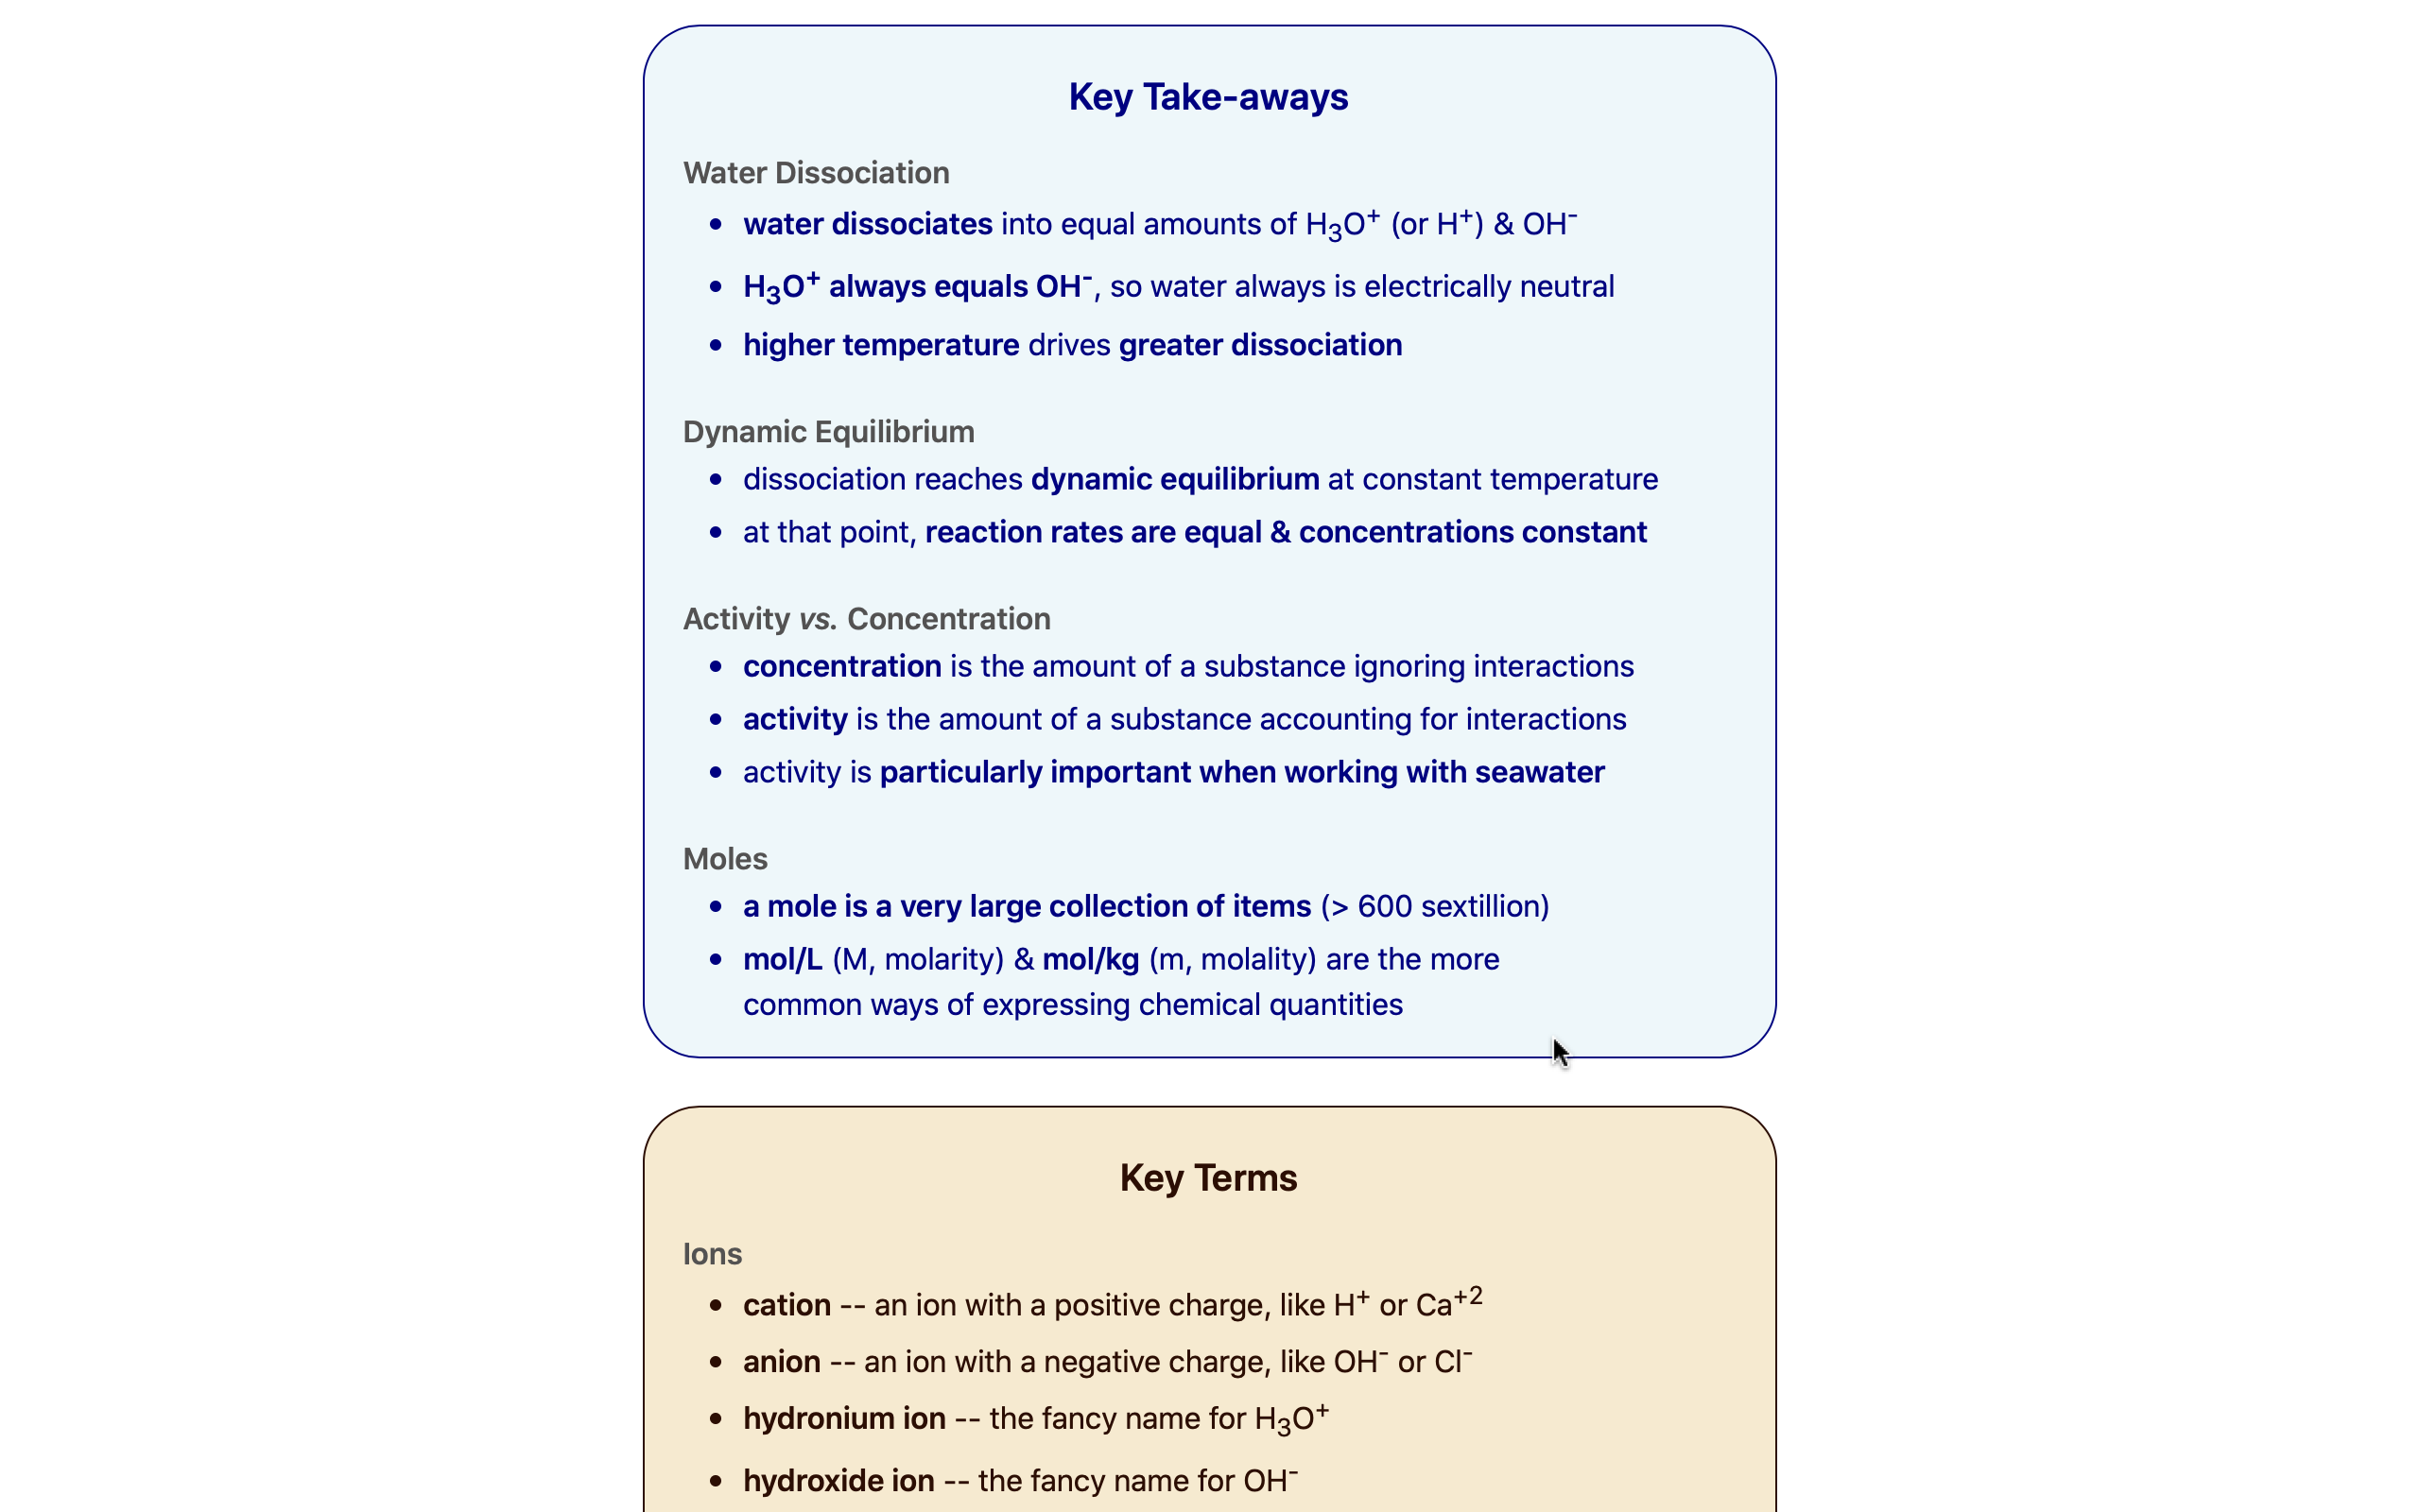 Key Take-aways
Water Dissociation
• water dissociates into equal amounts of H₃O⁺ (or H⁺) & OH⁻
• H₃O⁺ always equals OH⁻, so water always is electrically neutral
• higher temperature drives greater dissociation
Dynamic Equilibrium
• dissociation reaches dynamic equilibrium at constant temperature
• at that point, reaction rates are equal & concentrations constant
Activity vs. Concentration
• concentration is the amount of a substance ignoring interactions
• activity is the amount of a substance accounting for interactions
• activity is particularly important when working with seawater
Moles
• a mole is a very large collection of items (> 600 sextillion)
• mol/L (M, molarity) & mol/kg (m, molality) are the more
common ways of expressing chemical quantities
Key Terms
Ions
• cation -- an ion with a positive charge, like H⁺ or Ca⁺²
• anion -- an ion with a negative charge, like OH⁻ or Cl⁻
• hydronium ion -- the fancy name for H₃O⁺
• hydroxide ion -- the fancy name for OH⁻